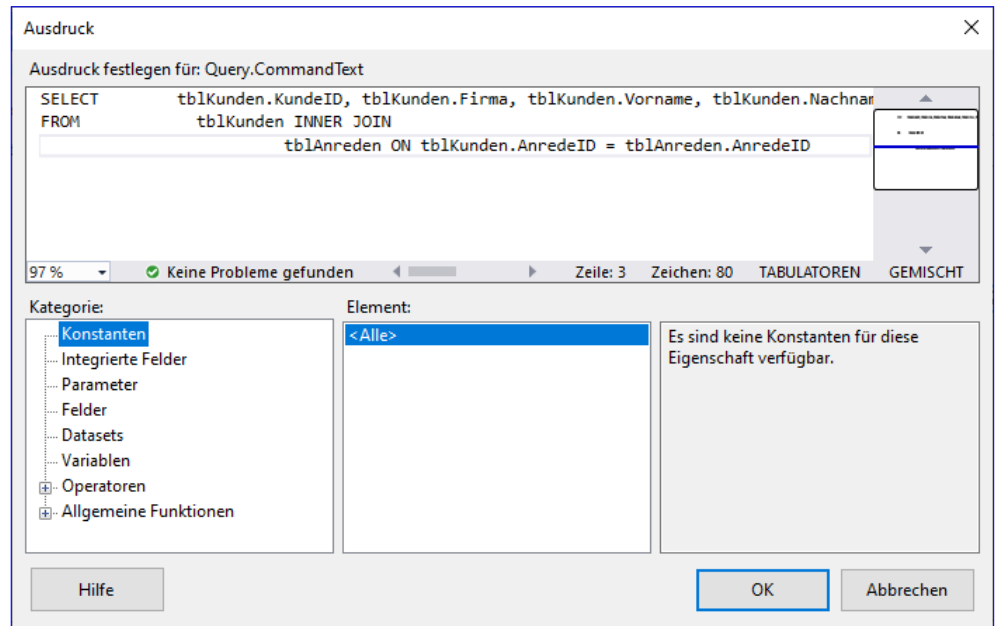 Ausdruck
Ausdruck festlegen für: Query.CommandText
SELECT tblKunden.KundeID, tblKunden.Firma, tblKunden.Vorname, tblKunden.Nachnam
FROM tblKunden INNER JOIN
tblAnreden ON tblKunden.AnredeID = tblAnreden.AnredeID
97 % Keine Probleme gefunden Zeile: 3 Zeichen: 80 TABULATOREN GEMISCHT
Kategorie: Element:
Konstanten <Alle> Es sind keine Konstanten für diese
Integrierte Felder Eigenschaft verfügbar.
Parameter
Felder
Datasets
Variablen
Operatoren
Allgemeine Funktionen
Hilfe OK Abbrechen